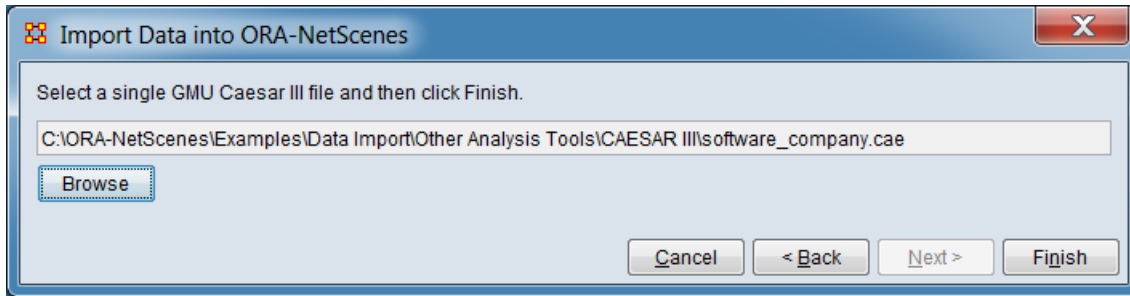 Import Data into ORA-NetScenes
X
Select a single GMU Caesar III file and then click Finish.
C:\ORA-NetScenes\Examples\Data Import\Other Analysis Tools\CAESAR III\software_company.cae
Browse
Cancel < Back Next > Finish